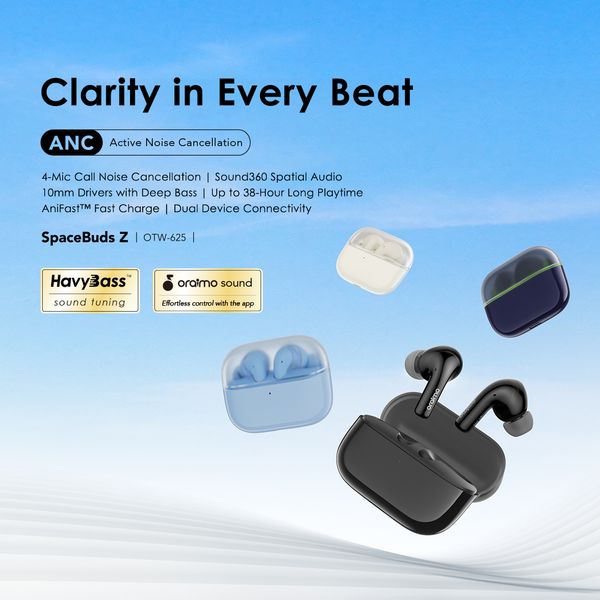 Clarity in Every Beat
ANC Active Noise Cancellation
4-Mic Call Noise Cancellation | Sound360 Spatial Audio
10mm Drivers with Deep Bass | Up to 38-Hour Long Playtime
AniFast™ Fast Charge | Dual Device Connectivity
SpaceBuds Z | OTW-625 |
HavyBass™
sound tuning
oraimo sound
Effortless control with the app
oraimo